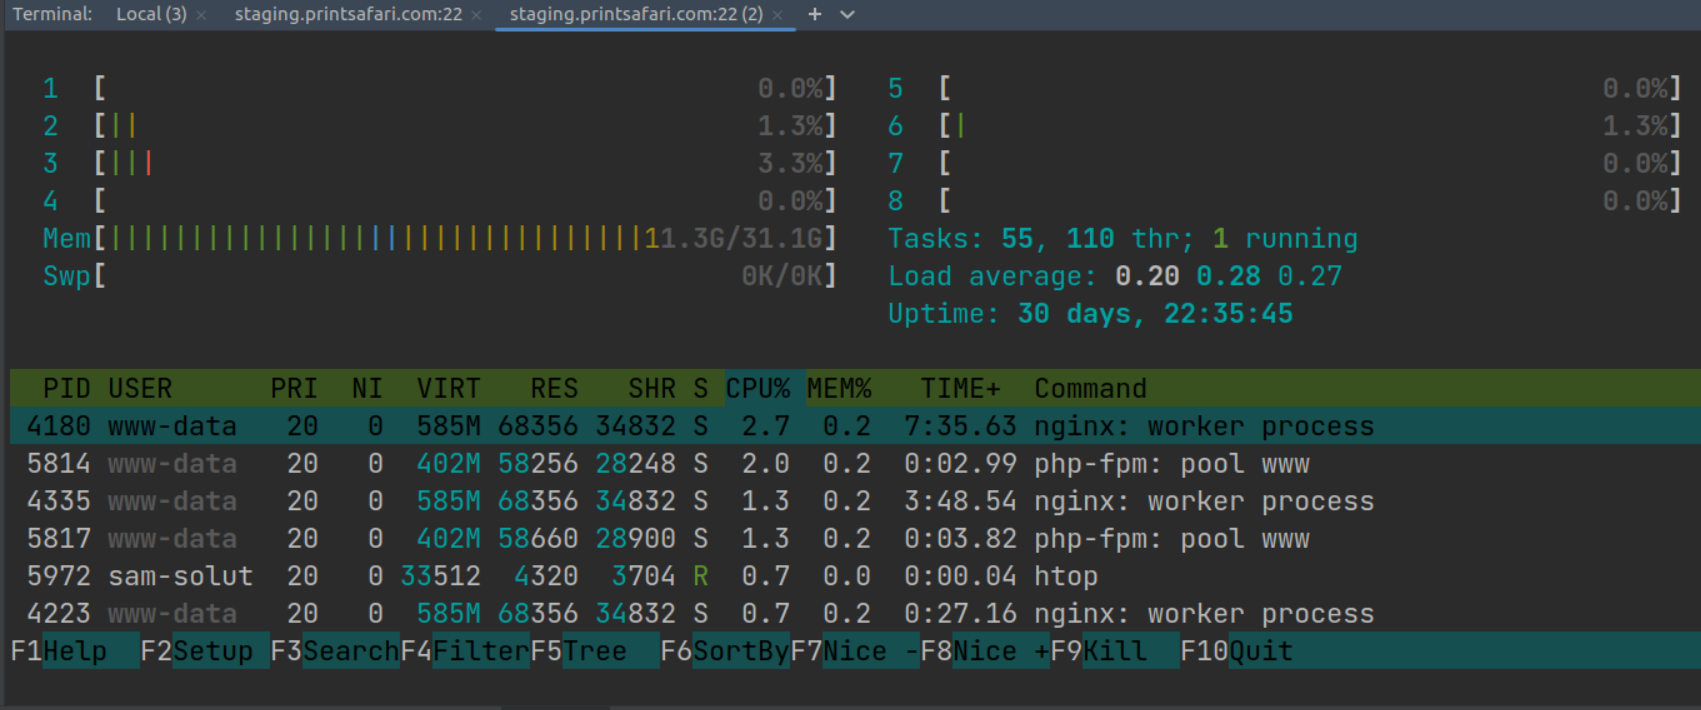 Terminal: Local (3) × staging.printsafari.com:22 × staging.printsafari.com:22 (2) × +
1 [ 0.0%] 5 [ 0.0%]
2 [|| 1.3%] 6 [| 1.3%]
3 [||| 3.3%] 7 [ 0.0%]
4 [ 0.0%] 8 [ 0.0%]
Mem[|||||||||||||||||||||||||||||||||11.3G/31.1G] Tasks: 55, 110 thr; 1 running
Swp[ 0K/0K] Load average: 0.20 0.28 0.27
Uptime: 30 days, 22:35:45
PID USER PRI NI VIRT RES SHR S CPU% MEM% TIME+ Command
4180 www-data 20 0 585M 68356 34832 S 2.7 0.2 7:35.63 nginx: worker process
5814 www-data 20 0 402M 58256 28248 S 2.0 0.2 0:02.99 php-fpm: pool www
4335 www-data 20 0 585M 68356 34832 S 1.3 0.2 3:48.54 nginx: worker process
5817 www-data 20 0 402M 58660 28900 S 1.3 0.2 0:03.82 php-fpm: pool www
5972 sam-solut 20 0 33512 4320 3704 R 0.7 0.0 0:00.04 htop
4223 www-data 20 0 585M 68356 34832 S 0.7 0.2 0:27.16 nginx: worker process
F1Help F2Setup F3SearchF4FilterF5Tree F6SortByF7Nice -F8Nice +F9Kill F10Quit